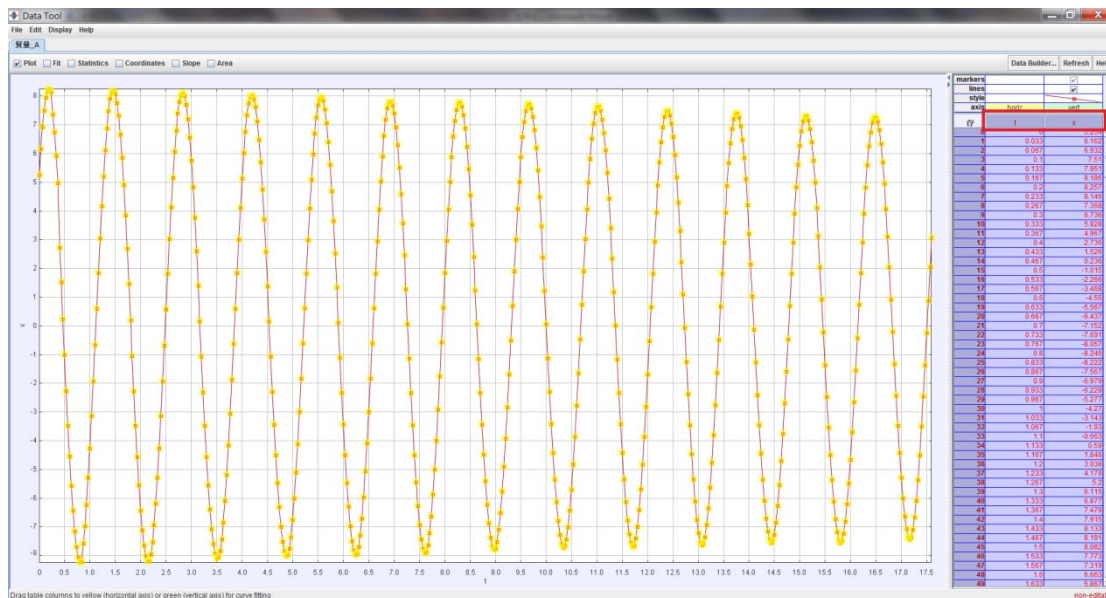 Data Tool
File Edit Display Help
質量_A
Plot Fit Statistics Coordinates Slope Area
Data Builder... Refresh Hel
markers
lines
style
axis horiz vert
行 t x
0 0
1 0.033 6.162
2 0.067 6.932
3 0.1 7.51
4 0.133 7.951
5 0.167 8.186
6 0.2 8.257
7 0.233 8.146
8 0.267 7.368
9 0.3 6.736
10 0.333 5.928
11 0.367 4.967
12 0.4 2.736
13 0.433 1.526
14 0.467 0.236
15 0.5 -1.015
16 0.533 -2.266
17 0.567 -3.468
18 0.6 -4.55
19 0.633 -5.567
20 0.667 -6.437
21 0.7 -7.152
22 0.733 -7.691
23 0.767 -8.057
24 0.8 -8.246
25 0.833 -8.222
26 0.867 -7.567
27 0.9 -6.979
28 0.933 -6.229
29 0.967 -5.277
30 1 -4.27
31 1.033 -3.143
32 1.067 -1.93
33 1.1 -0.663
34 1.133 0.59
35 1.167 1.846
36 1.2 3.038
37 1.233 4.179
38 1.267 5.2
39 1.3 6.115
40 1.333 6.877
41 1.367 7.479
42 1.4 7.915
43 1.433 8.133
44 1.467 8.191
45 1.5 8.082
46 1.533 7.773
47 1.567 7.319
48 1.6 6.663
49 1.633 5.867
8
7
6
5
4
3
2
1
x 0
-1
-2
-3
-4
-5
-6
-7
-8
0 0.5 1.0 1.5 2.0 2.5 3.0 3.5 4.0 4.5 5.0 5.5 6.0 6.5 7.0 7.5 8.0 8.5 9.0 9.5 10.0 10.5 11.0 11.5 12.0 12.5 13.0 13.5 14.0 14.5 15.0 15.5 16.0 16.5 17.0 17.5
t
Drag table columns to yellow (horizontal axis) or green (vertical axis) for curve fitting
non-edita